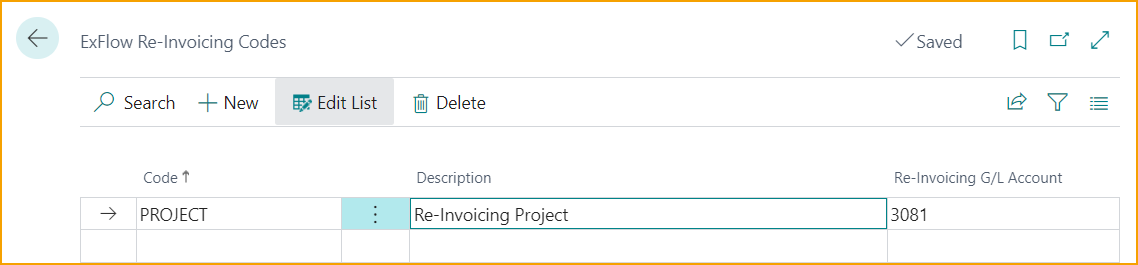 ExFlow Re-Invoicing Codes
Saved
Search
New
Edit List
Delete
Code ↑
Description
Re-Invoicing G/L Account
PROJECT
Re-Invoicing Project
3081